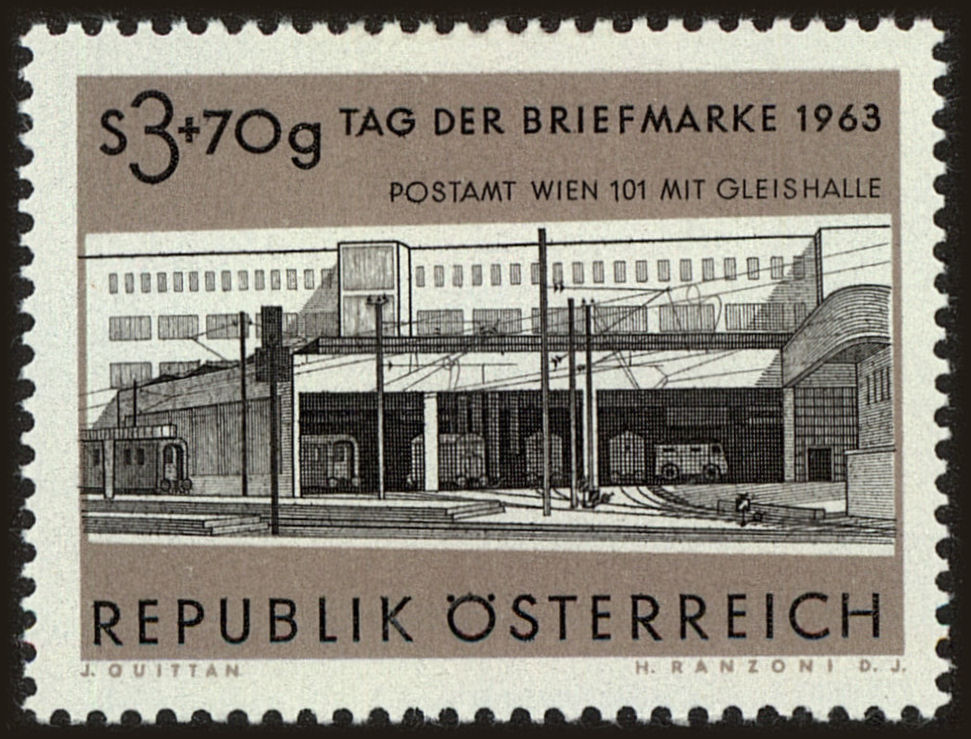 S3+70g TAG DER BRIEFMARKE 1963
POSTAMT WIEN 101 MIT GLEISHALLE
REPUBLIK ÖSTERREICH
J. QUITTAN H. RANZONI D. J.